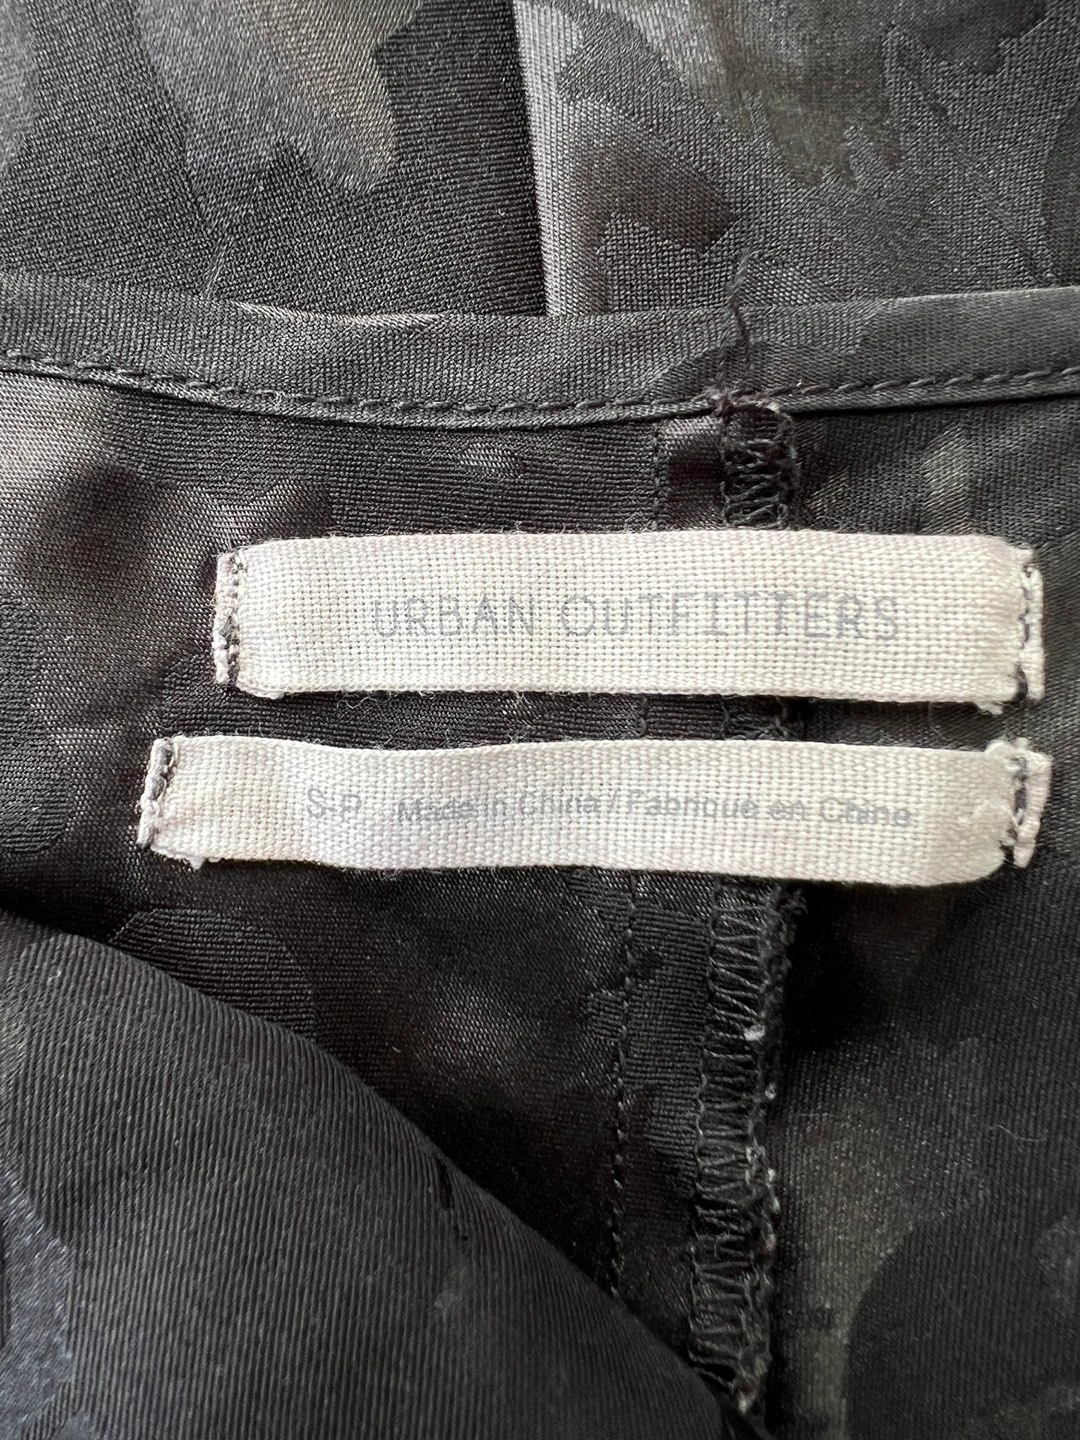 URBAN OUTFITTERS
S-P Made in China / Fabriqué en Chine